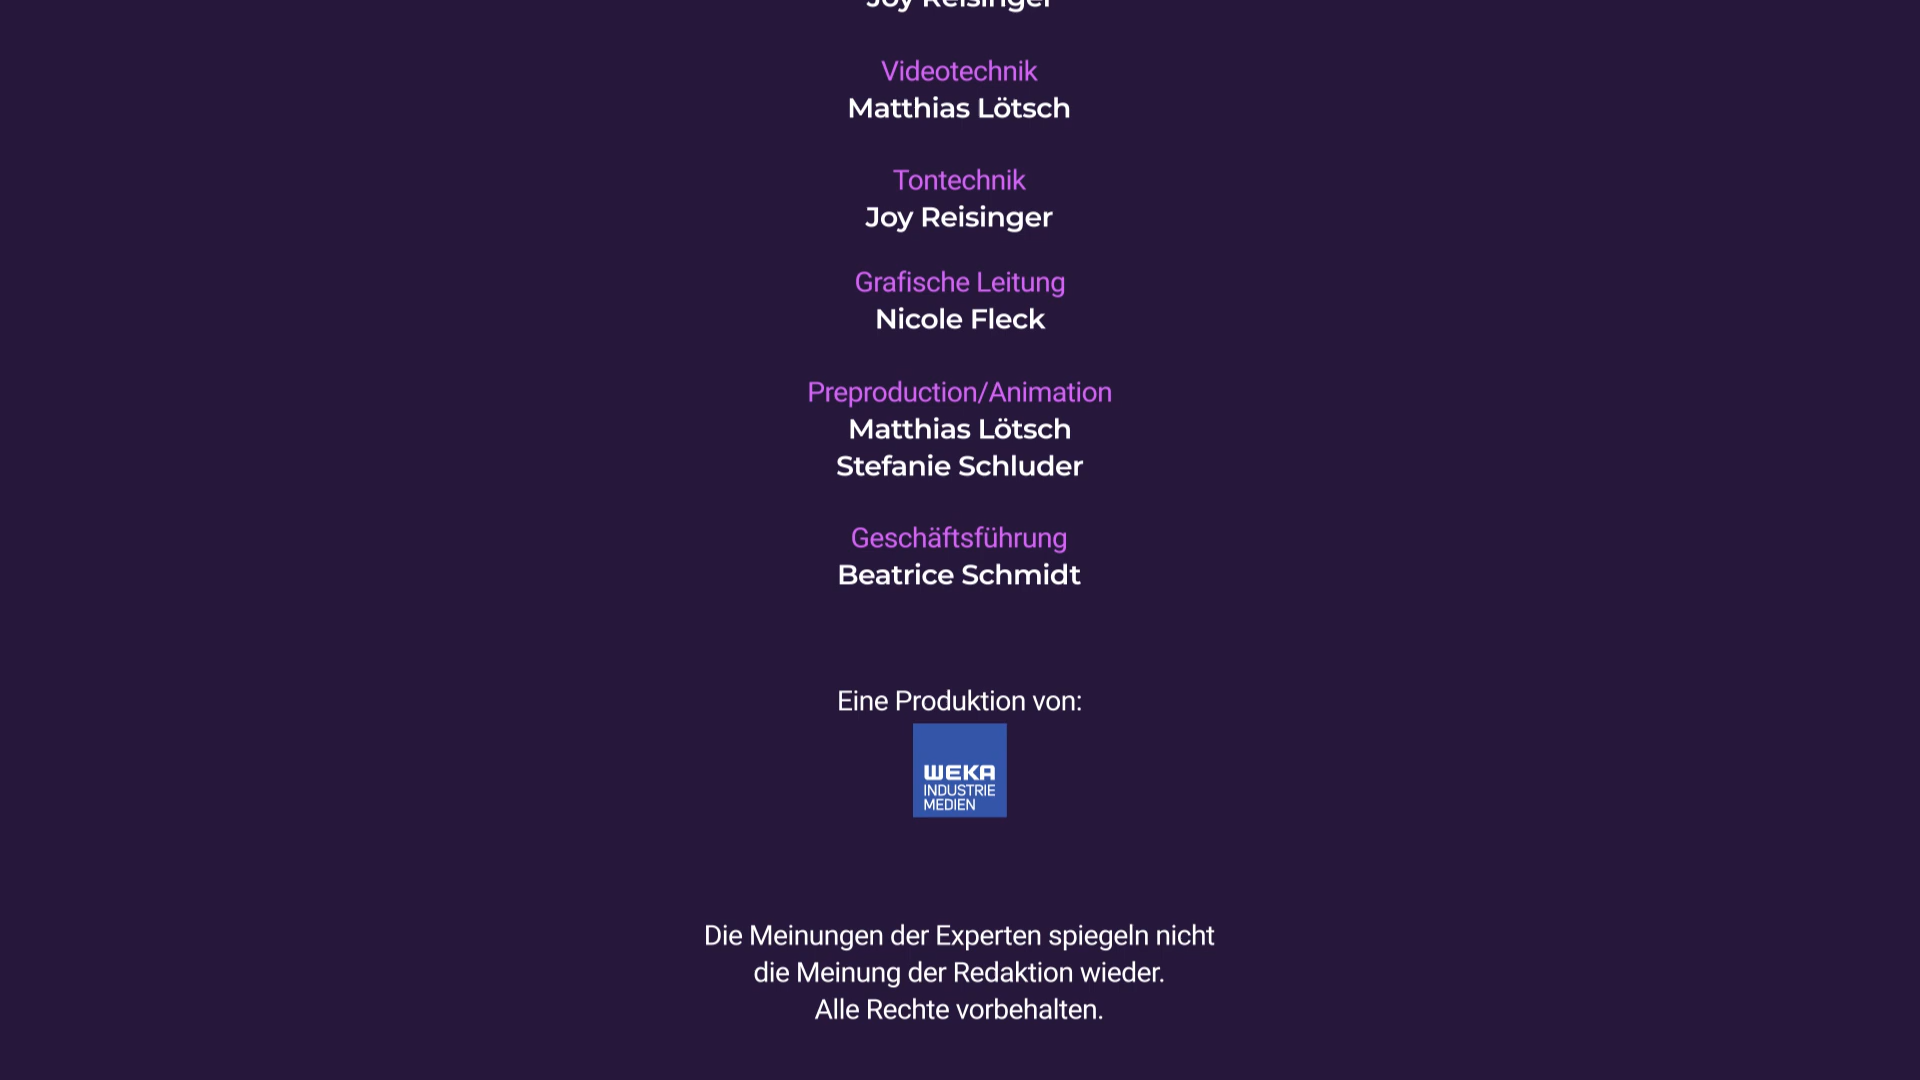 Joy Reisinger
Videotechnik
Matthias Lötsch
Tontechnik
Joy Reisinger
Grafische Leitung
Nicole Fleck
Preproduction/Animation
Matthias Lötsch
Stefanie Schluder
Geschäftsführung
Beatrice Schmidt
Eine Produktion von:
WEKA
INDUSTRIE
MEDIEN
Die Meinungen der Experten spiegeln nicht
die Meinung der Redaktion wieder.
Alle Rechte vorbehalten.